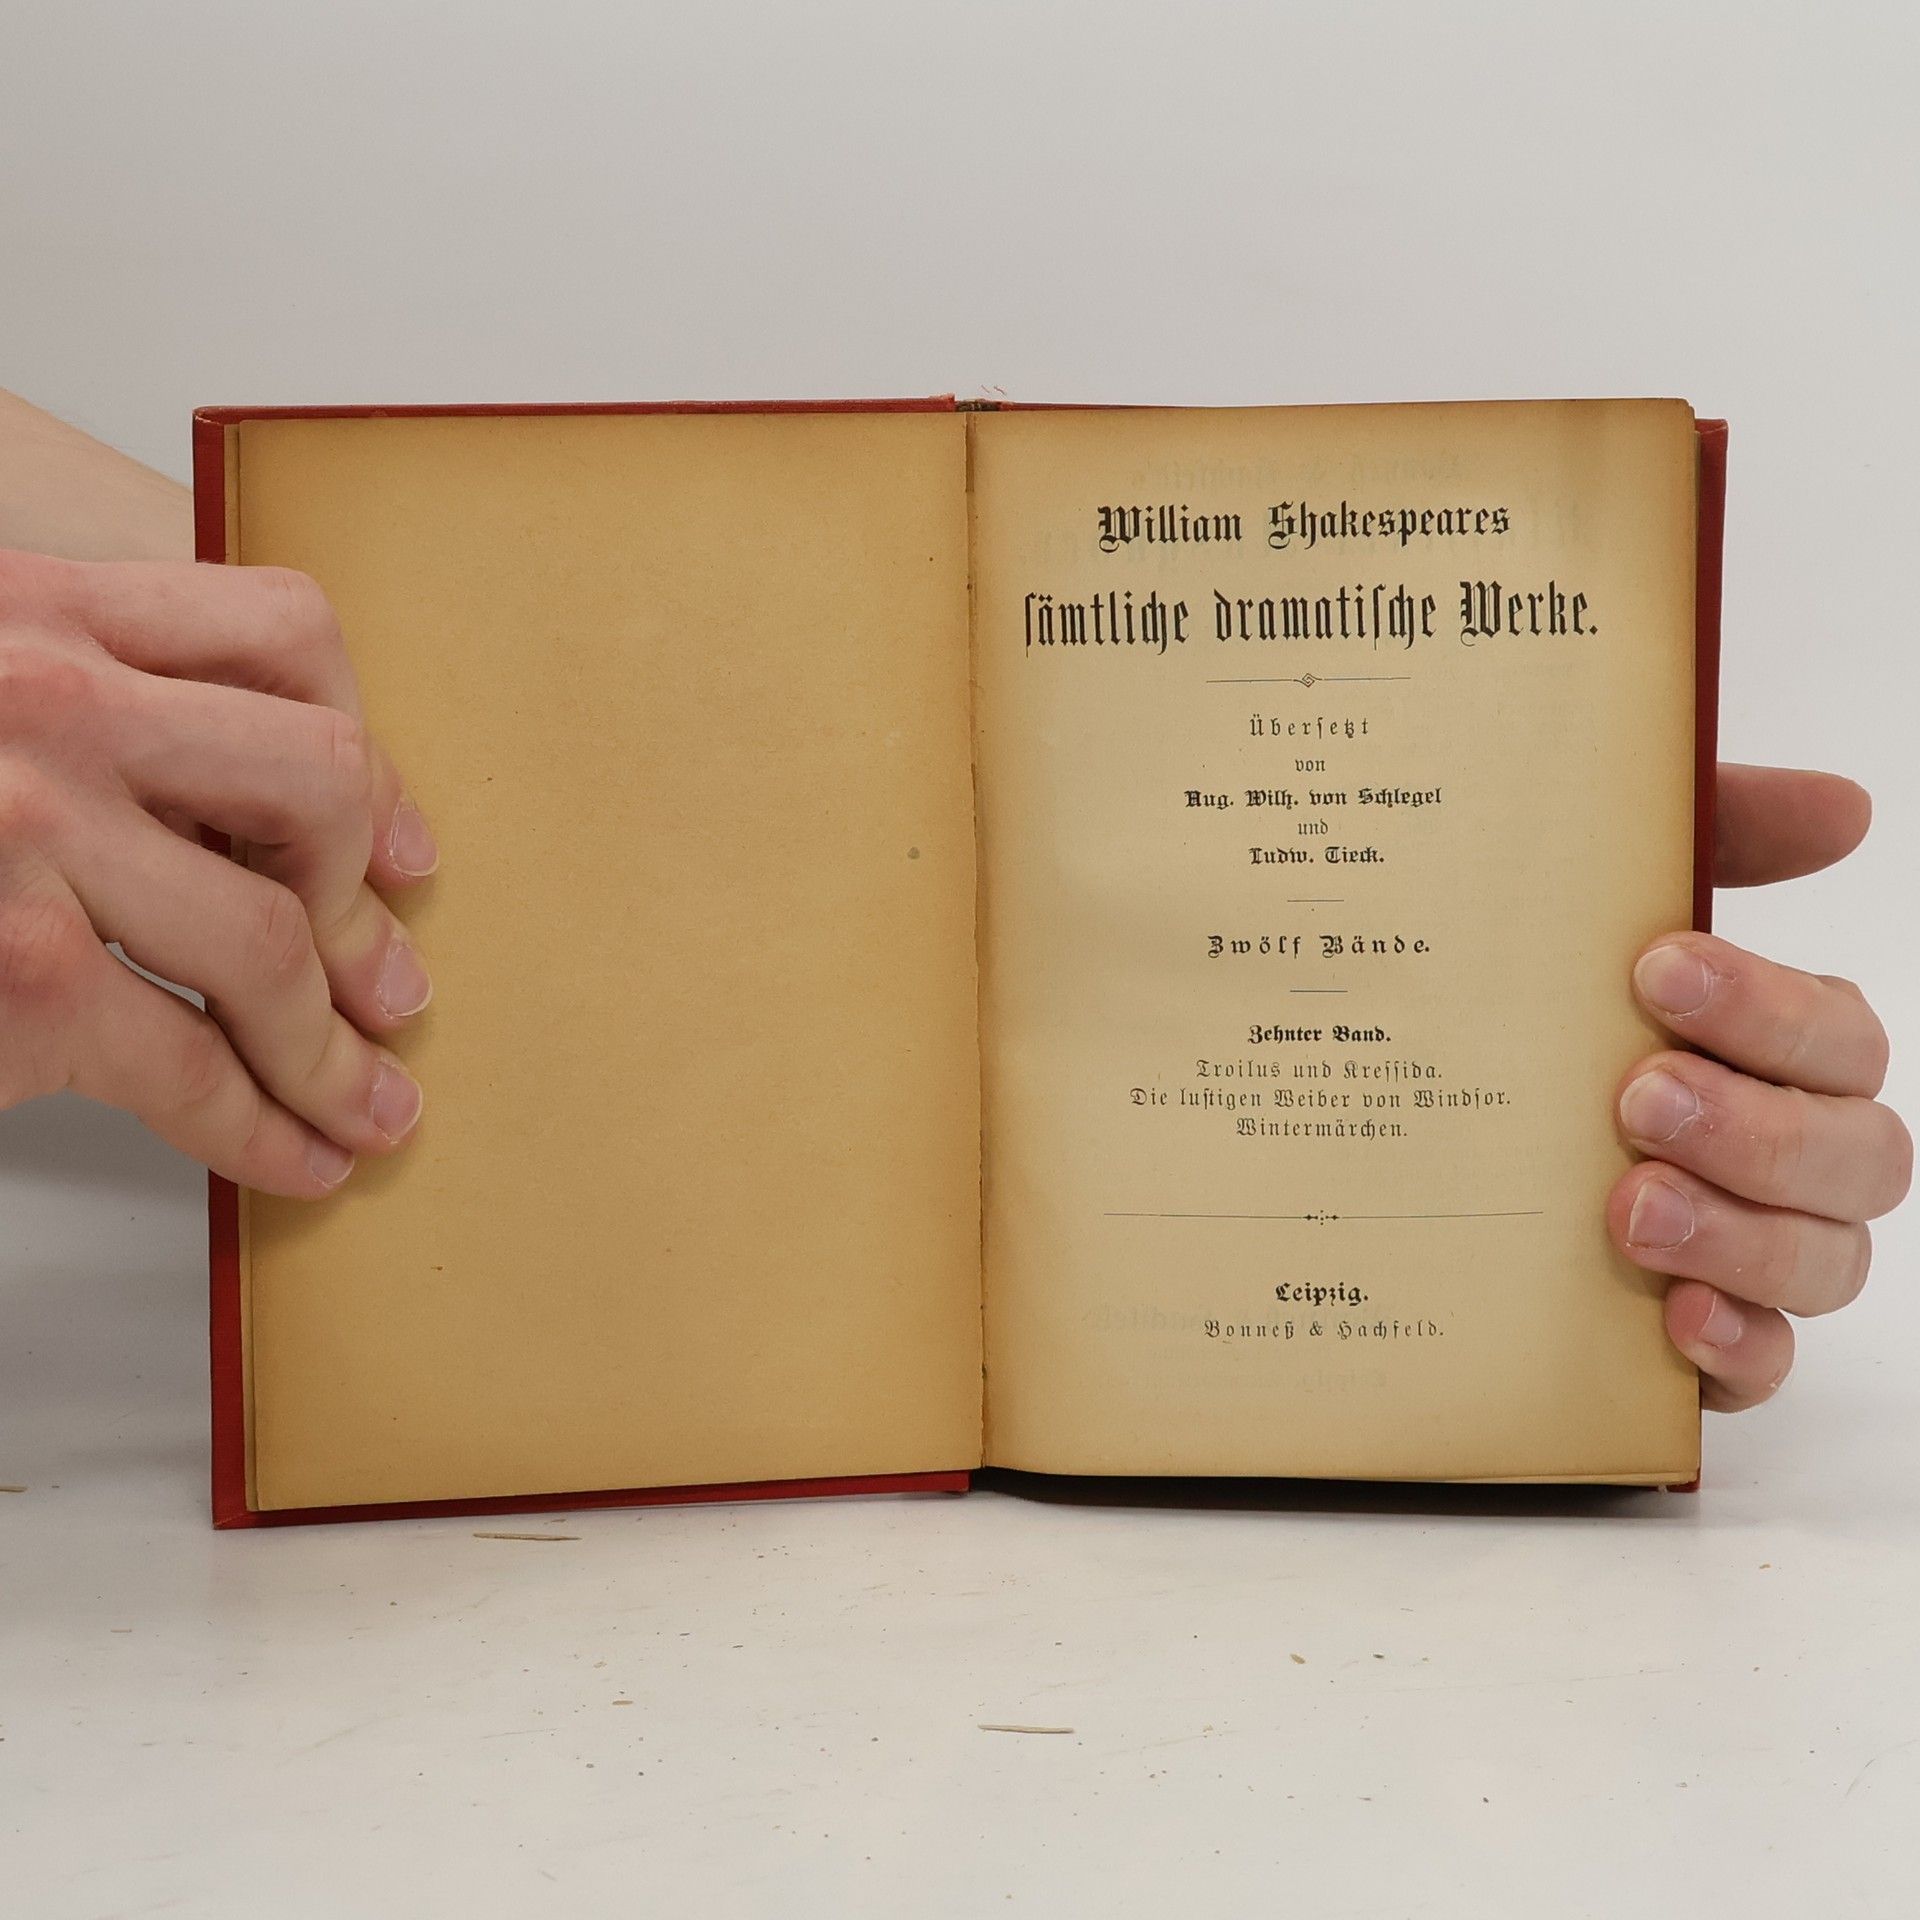 William Shakespeares
ſämtliche dramatiſche Werke.
Überſetzt
von
Aug. Wilh. von Schlegel
und
Ludw. Tieck.
Zwölf Bände.
Zehnter Band.
Troilus und Kreſſida.
Die luſtigen Weiber von Windſor.
Wintermärchen.
Leipzig.
Bonneß & Hachfeld.